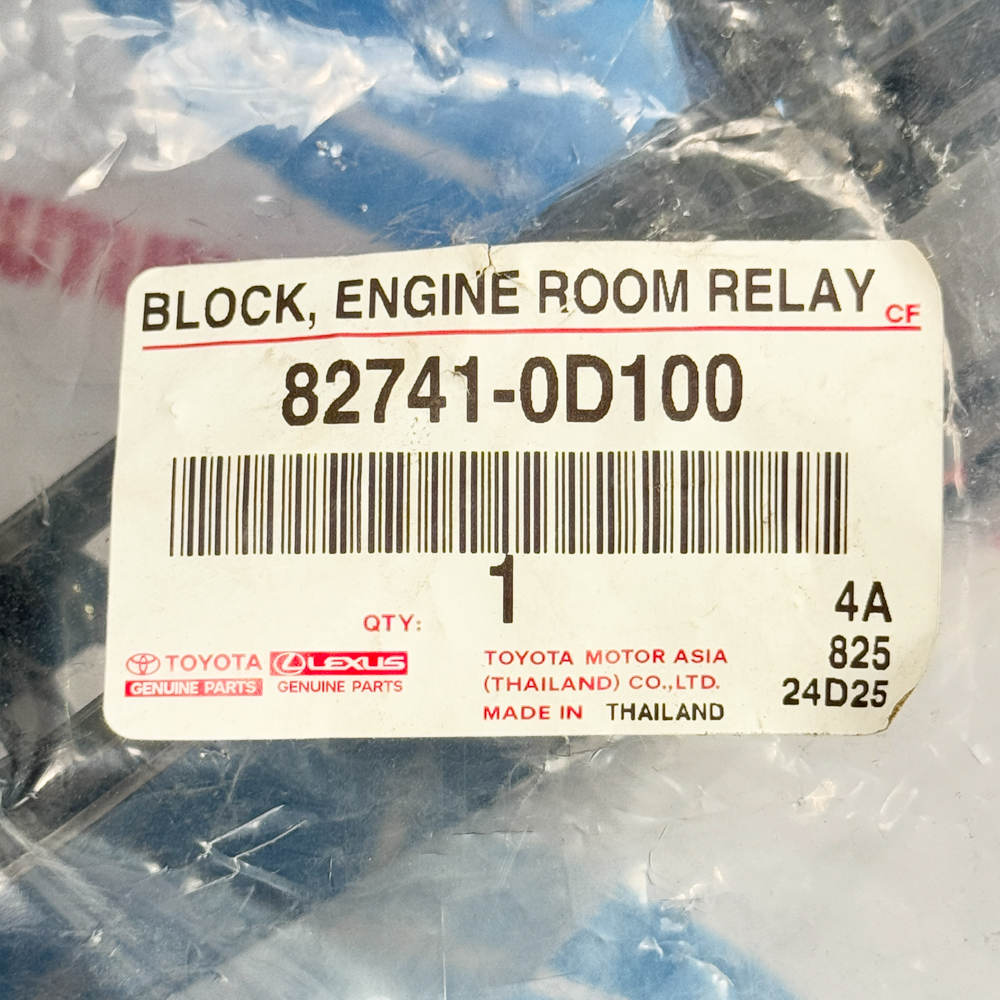 BLOCK, ENGINE ROOM RELAY CF
82741-0D100
1
QTY:
4A
825
24D25
TOYOTA LEXUS
GENUINE PARTS GENUINE PARTS
TOYOTA MOTOR ASIA
(THAILAND) CO.,LTD.
MADE IN THAILAND